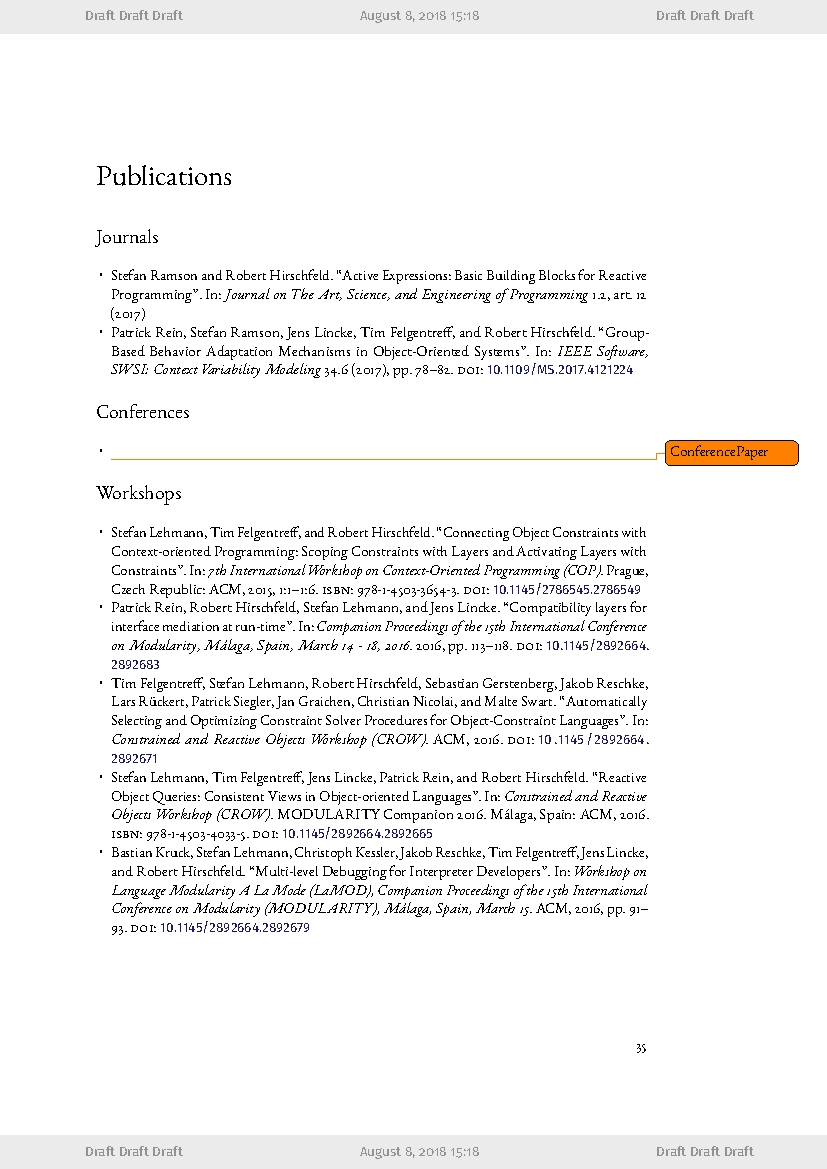 Draft Draft Draft August 8, 2018 15:18 Draft Draft Draft
Publications
Journals
• Stefan Ramson and Robert Hirschfeld. “Active Expressions: Basic Building Blocks for Reactive
Programming”. In: Journal on The Art, Science, and Engineering of Programming 1.2, art. 12
(2017)
• Patrick Rein, Stefan Ramson, Jens Lincke, Tim Felgentreff, and Robert Hirschfeld. “Group-
Based Behavior Adaptation Mechanisms in Object-Oriented Systems”. In: IEEE Software,
SWSI: Context Variability Modeling 34.6 (2017), pp. 78–82. DOI: 10.1109/MS.2017.4121224
Conferences
•
ConferencePaper
Workshops
• Stefan Lehmann, Tim Felgentreff, and Robert Hirschfeld. “Connecting Object Constraints with
Context-oriented Programming: Scoping Constraints with Layers and Activating Layers with
Constraints”. In: 7th International Workshop on Context-Oriented Programming (COP). Prague,
Czech Republic: ACM, 2015, 1:1–1:6. ISBN: 978-1-4503-3654-3. DOI: 10.1145/2786545.2786549
• Patrick Rein, Robert Hirschfeld, Stefan Lehmann, and Jens Lincke. “Compatibility layers for
interface mediation at run-time”. In: Companion Proceedings of the 15th International Conference
on Modularity, Málaga, Spain, March 14 - 18, 2016. 2016, pp. 113–118. DOI: 10.1145/2892664.
2892683
• Tim Felgentreff, Stefan Lehmann, Robert Hirschfeld, Sebastian Gerstenberg, Jakob Reschke,
Lars Rückert, Patrick Siegler, Jan Graichen, Christian Nicolai, and Malte Swart. “Automatically
Selecting and Optimizing Constraint Solver Procedures for Object-Constraint Languages”. In:
Constrained and Reactive Objects Workshop (CROW). ACM, 2016. DOI: 10.1145/2892664.
2892671
• Stefan Lehmann, Tim Felgentreff, Jens Lincke, Patrick Rein, and Robert Hirschfeld. “Reactive
Object Queries: Consistent Views in Object-oriented Languages”. In: Constrained and Reactive
Objects Workshop (CROW). MODULARITY Companion 2016. Málaga, Spain: ACM, 2016.
ISBN: 978-1-4503-4033-5. DOI: 10.1145/2892664.2892665
• Bastian Kruck, Stefan Lehmann, Christoph Kessler, Jakob Reschke, Tim Felgentreff, Jens Lincke,
and Robert Hirschfeld. “Multi-level Debugging for Interpreter Developers”. In: Workshop on
Language Modularity A La Mode (LaMOD), Companion Proceedings of the 15th International
Conference on Modularity (MODULARITY), Málaga, Spain, March 15. ACM, 2016, pp. 91–
93. DOI: 10.1145/2892664.2892679
35
Draft Draft Draft August 8, 2018 15:18 Draft Draft Draft